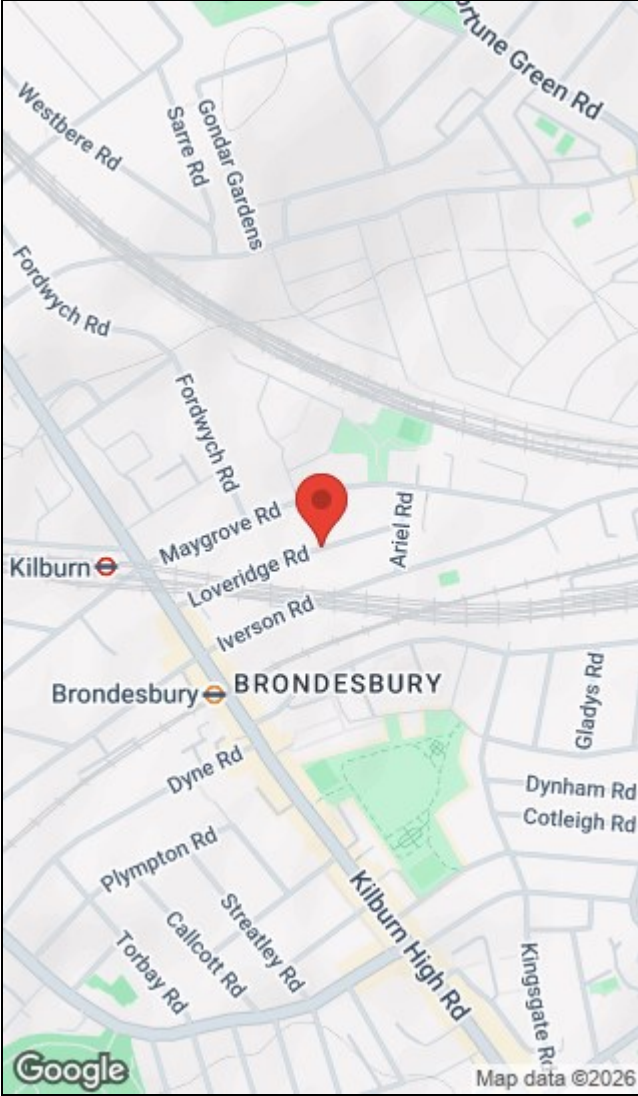 ortune Green Rd
Westbere Rd
Sarre Rd
Gondar Gardens
Fordwych Rd
Fordwych Rd
Maygrove Rd
Ariel Rd
Kilburn
Loveridge Rd
Iverson Rd
Brondesbury
BRONDESBURY
Gladys Rd
Dyne Rd
Dynham Rd
Cotleigh Rd
Plympton Rd
Kilburn High Rd
Streatley Rd
Callcott Rd
Torbay Rd
Kingsgate Rd
Google
Map data ©2026